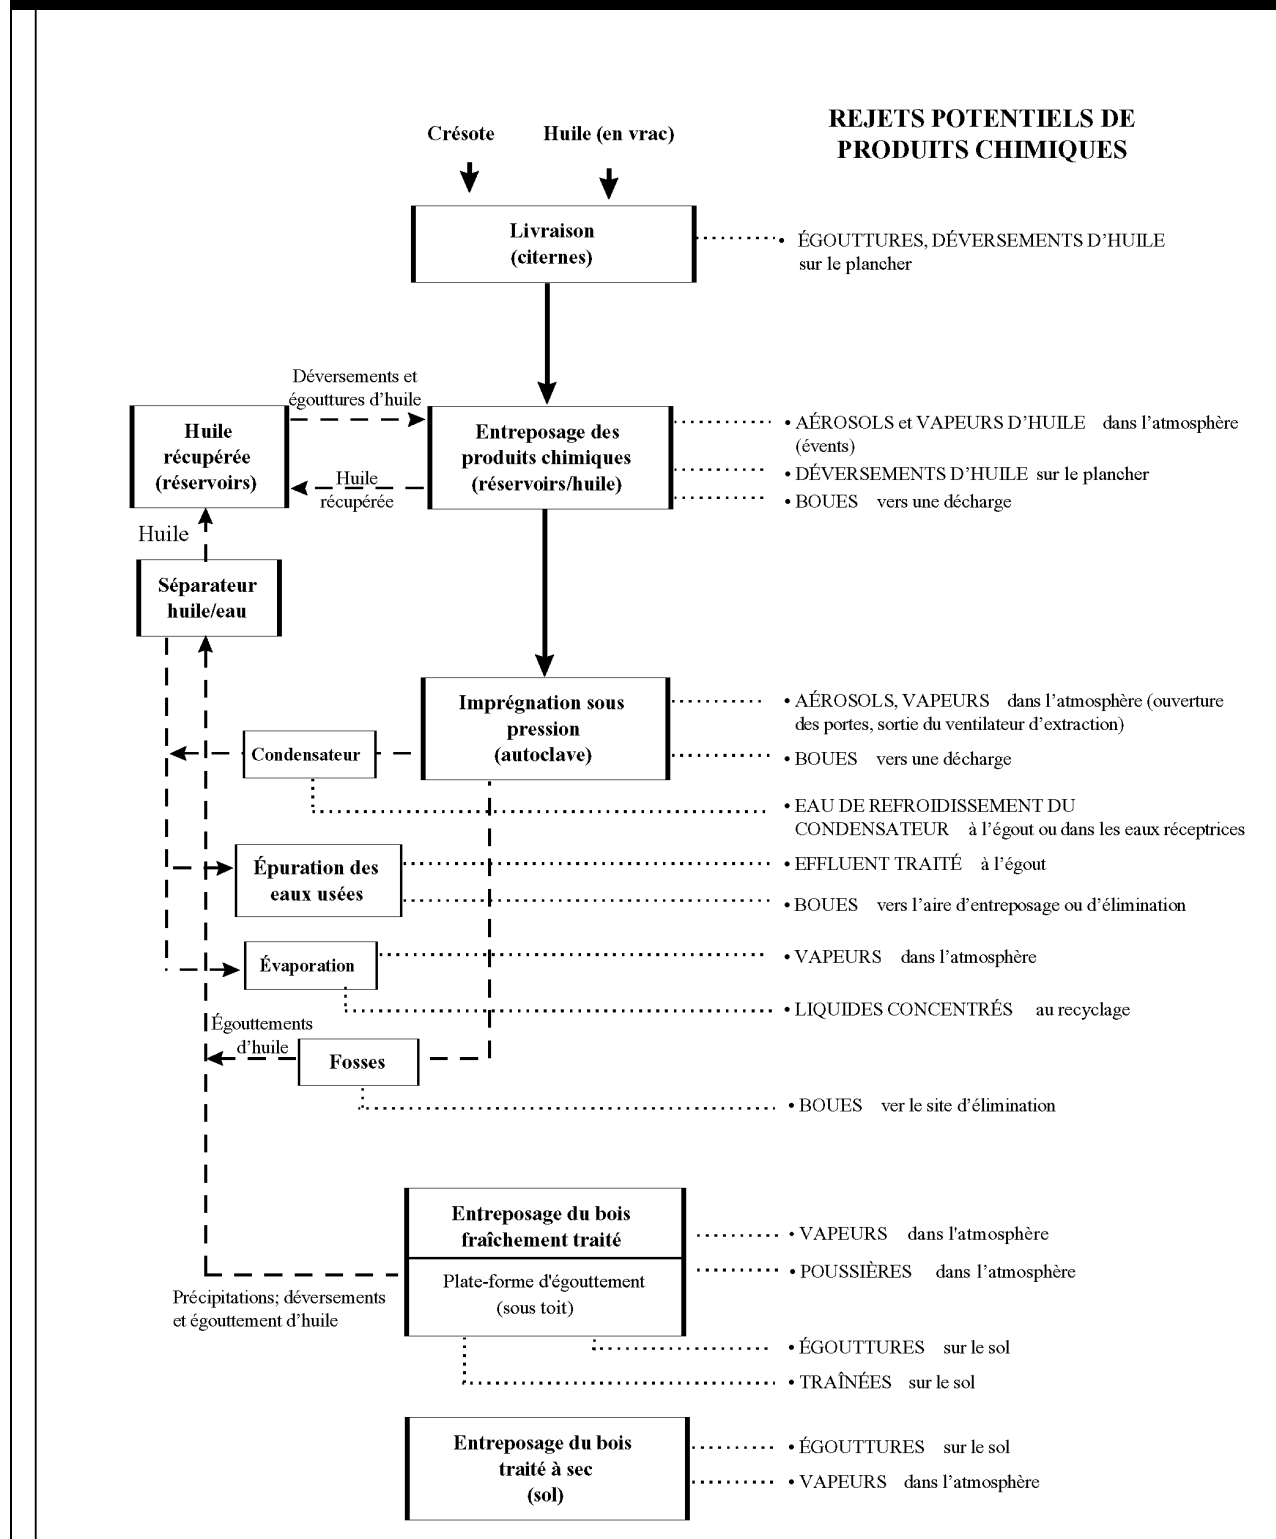 REJETS POTENTIELS DE
PRODUITS CHIMIQUES
Crésote
Huile (en vrac)
Livraison
(citernes)
• ÉGOUTTURES, DÉVERSEMENTS D’HUILE
sur le plancher
Déversements et
égouttures d’huile
Huile
récupérée
(réservoirs)
Entreposage des
produits chimiques
(réservoirs/huile)
Huile
récupérée
• AÉROSOLS et VAPEURS D’HUILE dans l’atmosphère
(évents)
• DÉVERSEMENTS D’HUILE sur le plancher
• BOUES vers une décharge
Huile
Séparateur
huile/eau
Imprégnation sous
pression
(autoclave)
• AÉROSOLS, VAPEURS dans l’atmosphère (ouverture
des portes, sortie du ventilateur d’extraction)
• BOUES vers une décharge
Condensateur
• EAU DE REFROIDISSEMENT DU
CONDENSATEUR à l’égout ou dans les eaux réceptrices
Épuration des
eaux usées
• EFFLUENT TRAITÉ à l’égout
• BOUES vers l’aire d’entreposage ou d’élimination
Évaporation
• VAPEURS dans l’atmosphère
• LIQUIDES CONCENTRÉS au recyclage
Égouttements
d’huile
Fosses
• BOUES ver le site d’élimination
Entreposage du bois
fraîchement traité
Plate-forme d'égouttement
(sous toit)
• VAPEURS dans l'atmosphère
• POUSSIÈRES dans l’atmosphère
Précipitations; déversements
et égouttement d’huile
• ÉGOUTTURES sur le sol
• TRAÎNÉES sur le sol
Entreposage du bois
traité à sec
(sol)
• ÉGOUTTURES sur le sol
• VAPEURS dans l’atmosphère